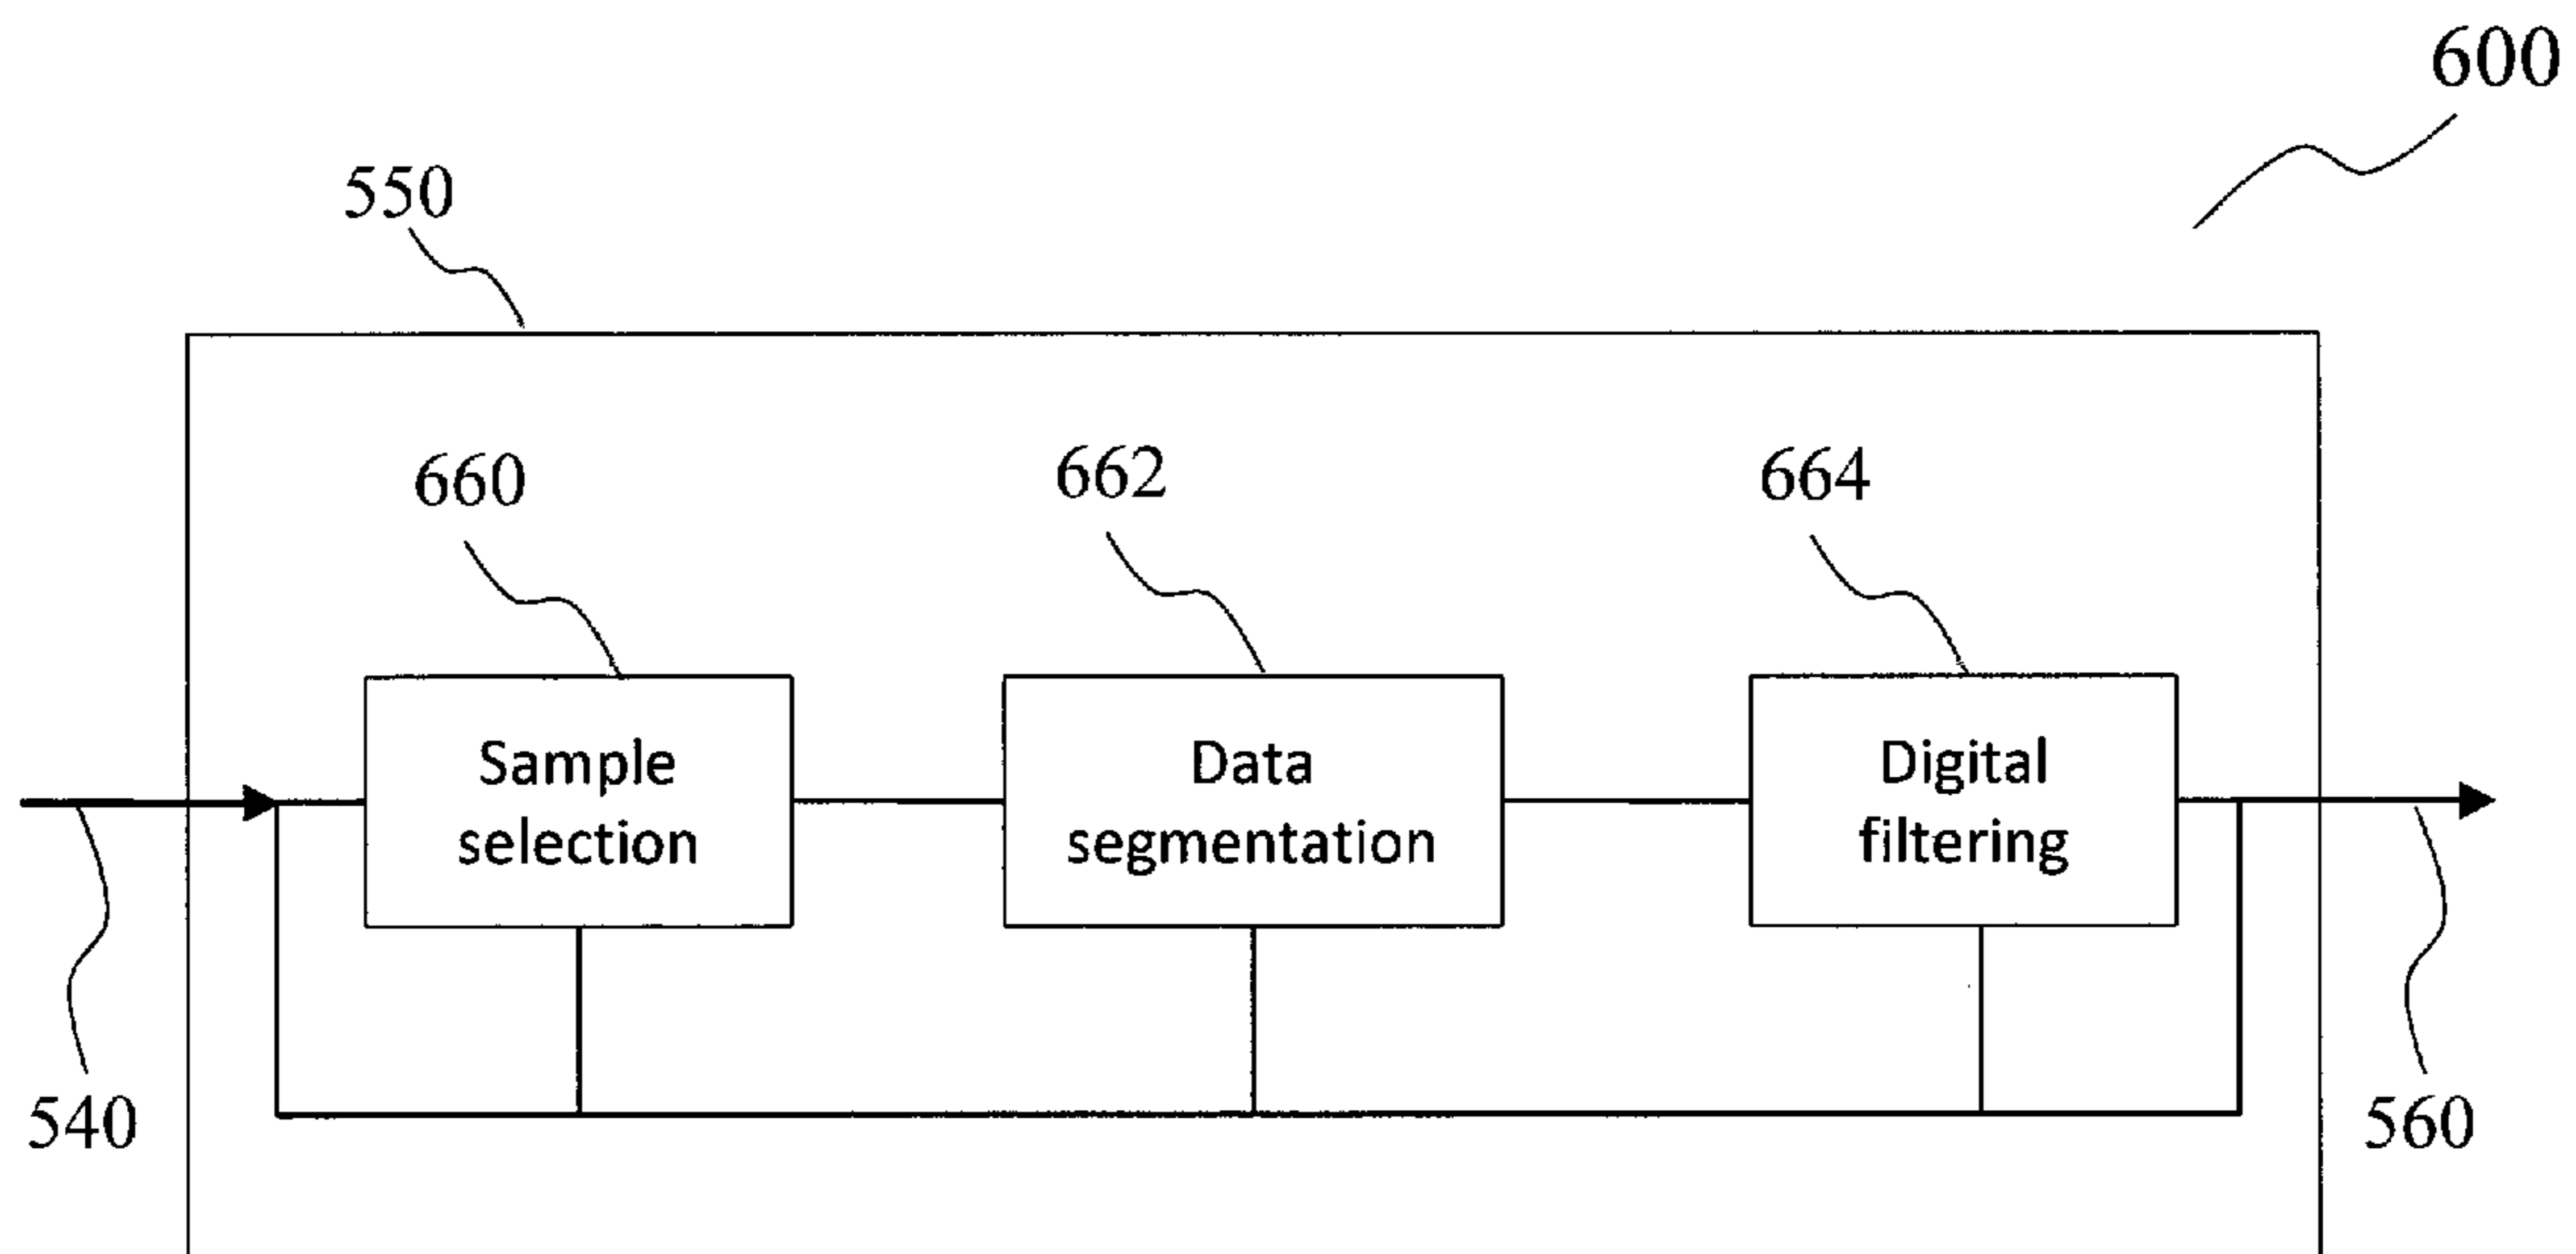 600
550
660
662
664
Sample
selection
Data
segmentation
Digital
filtering
540
560